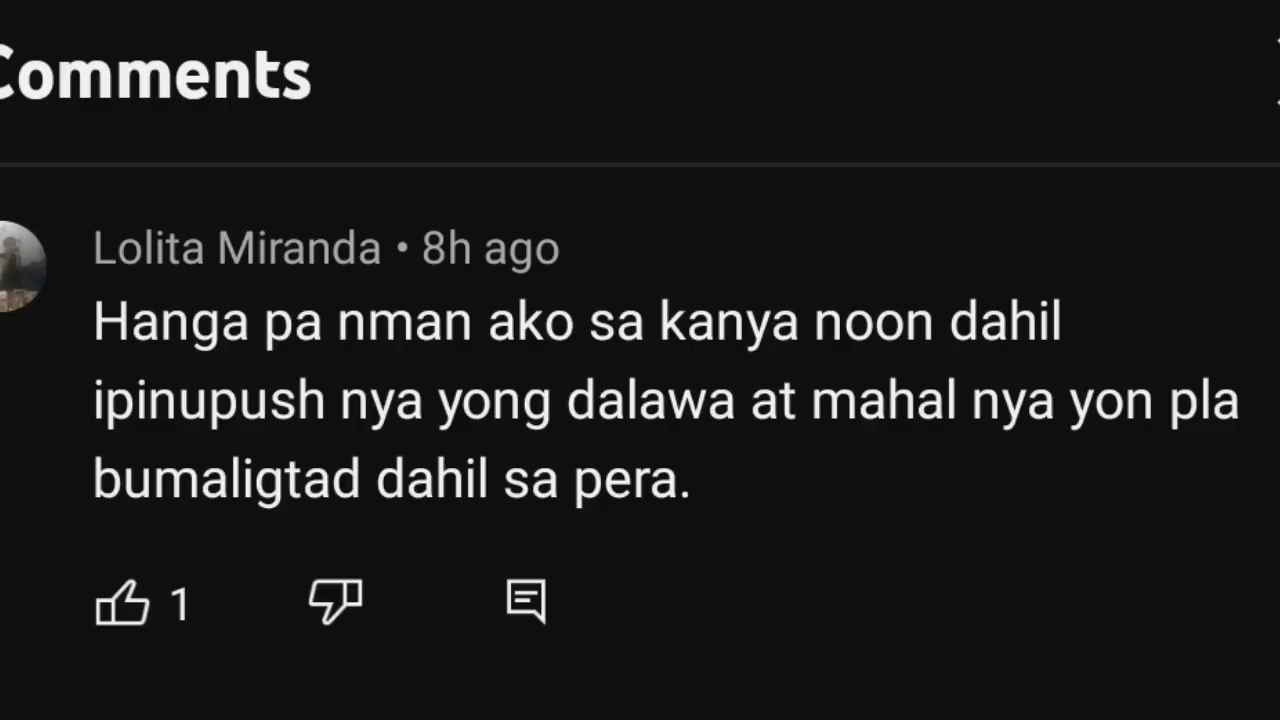 Comments
Lolita Miranda • 8h ago
Hanga pa nman ako sa kanya noon dahil
ipinupush nya yong dalawa at mahal nya yon pla
bumaligtad dahil sa pera.
1